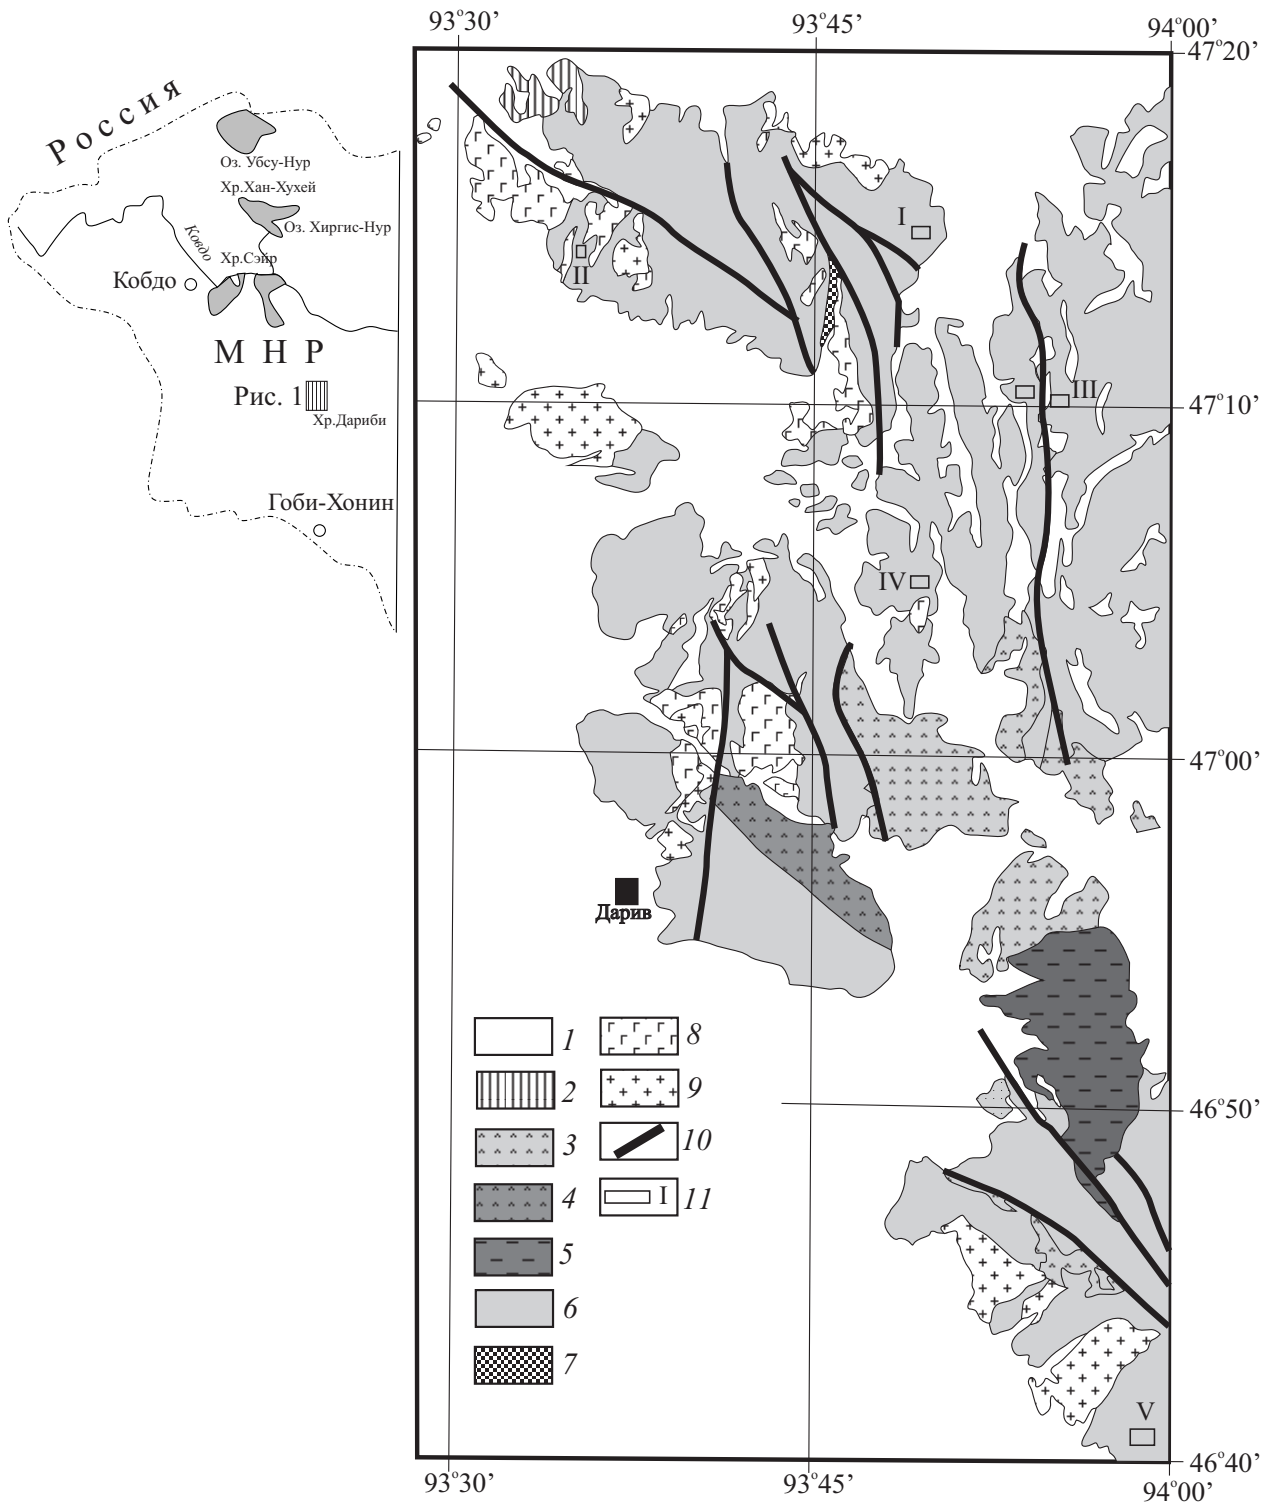 93°30’
93°45’
94°00’
47°20’
Россия
Оз. Убсу-Нур
Хр.Хан-Хухей
Оз. Хиргис-Нур
Ковдо
Хр.Сэйр
Кобдо
М Н Р
Рис. 1
Хр.Дариби
Гоби-Хонин
I
II
III
47°10’
IV
47°00’
Дарив
1
8
2
9
3
10
4
I
11
5
6
7
46°50’
V
46°40’
93°30’
93°45’
94°00’